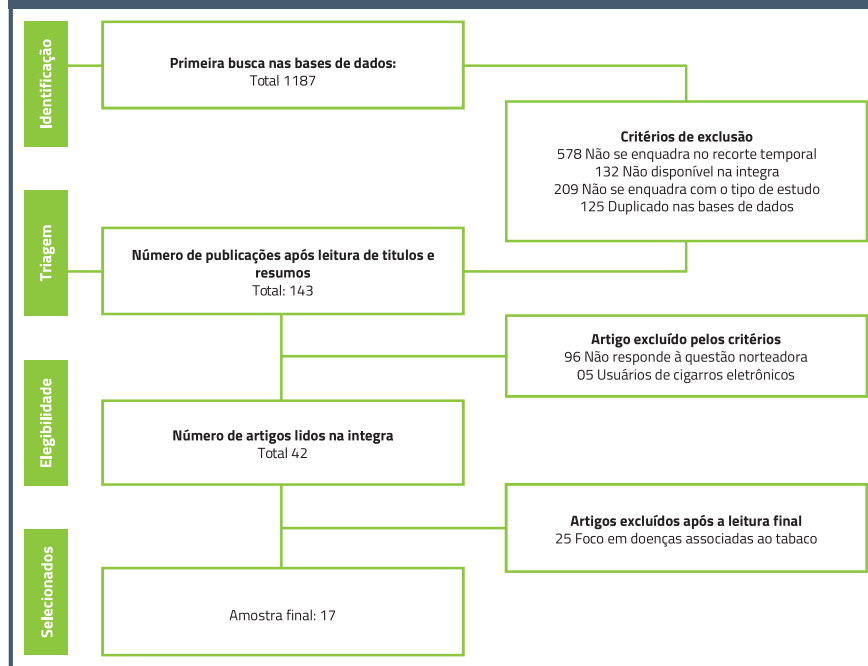 Identificação
Primeira busca nas bases de dados:
Total 1187
Critérios de exclusão
578 Não se enquadra no recorte temporal
132 Não disponível na integra
209 Não se enquadra com o tipo de estudo
125 Duplicado nas bases de dados
Triagem
Número de publicações após leitura de titulos e
resumos
Total: 143
Artigo excluído pelos critérios
96 Não responde à questão norteadora
05 Usuários de cigarros eletrônicos
Elegibilidade
Número de artigos lidos na integra
Total 42
Artigos excluídos após a leitura final
25 Foco em doenças associadas ao tabaco
Selecionados
Amostra final: 17